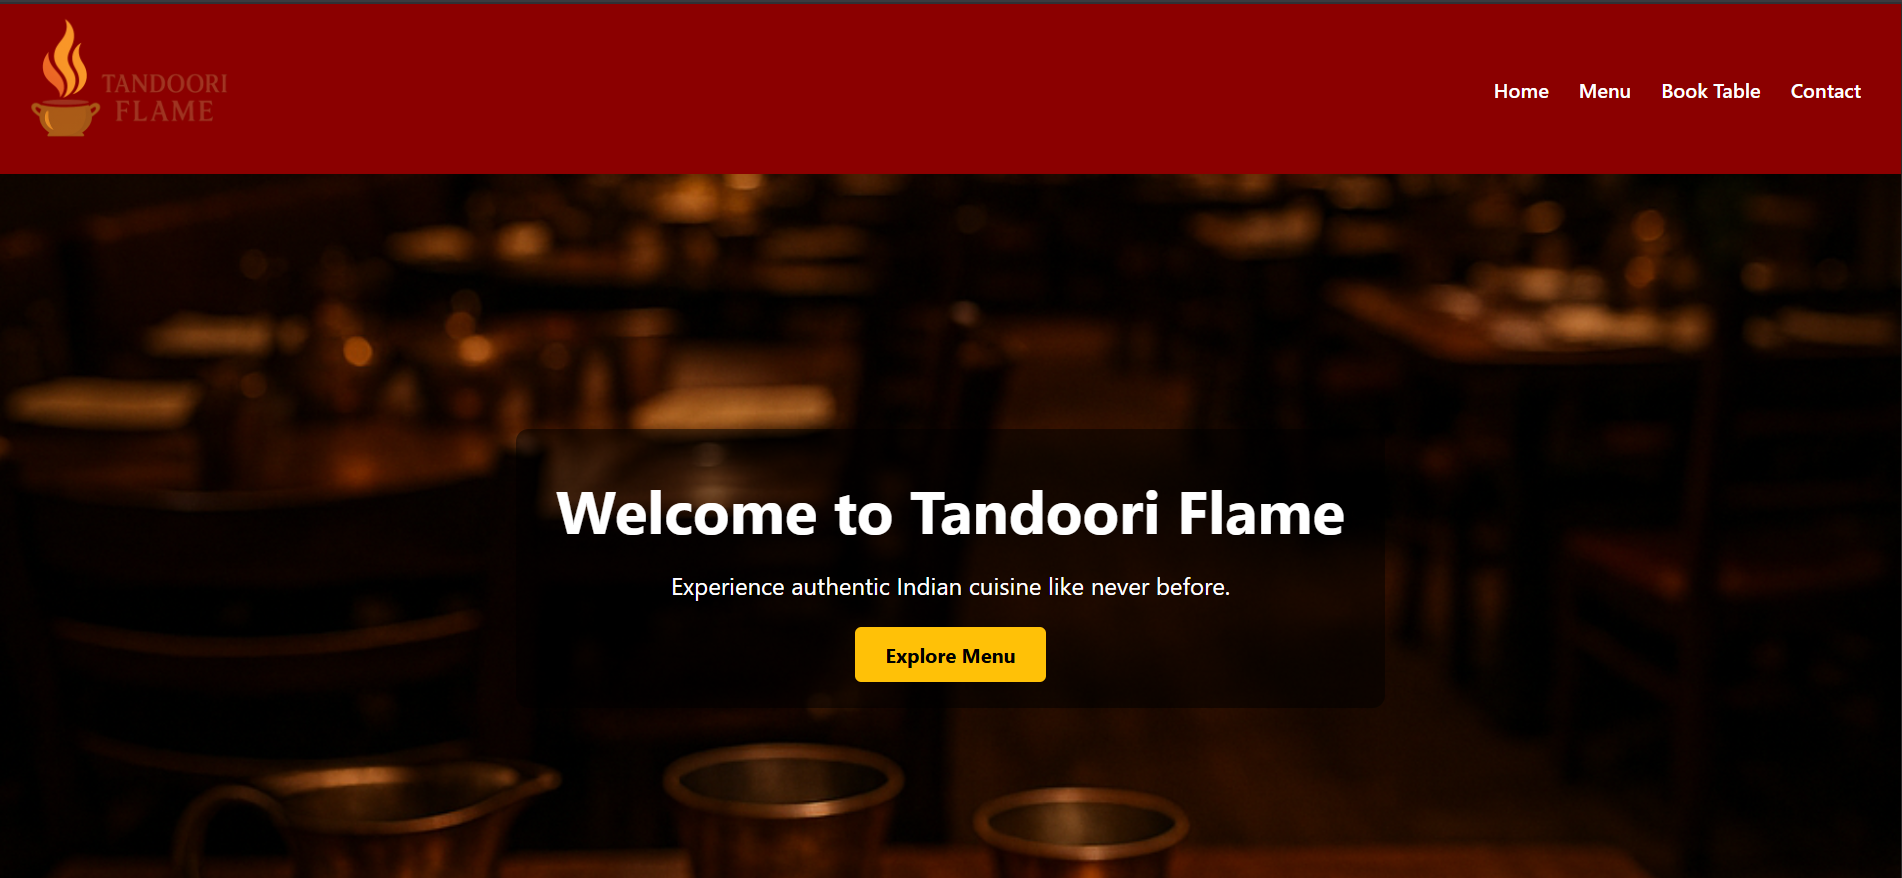 TANDOORI
FLAME
Home Menu Book Table Contact
Welcome to Tandoori Flame
Experience authentic Indian cuisine like never before.
Explore Menu